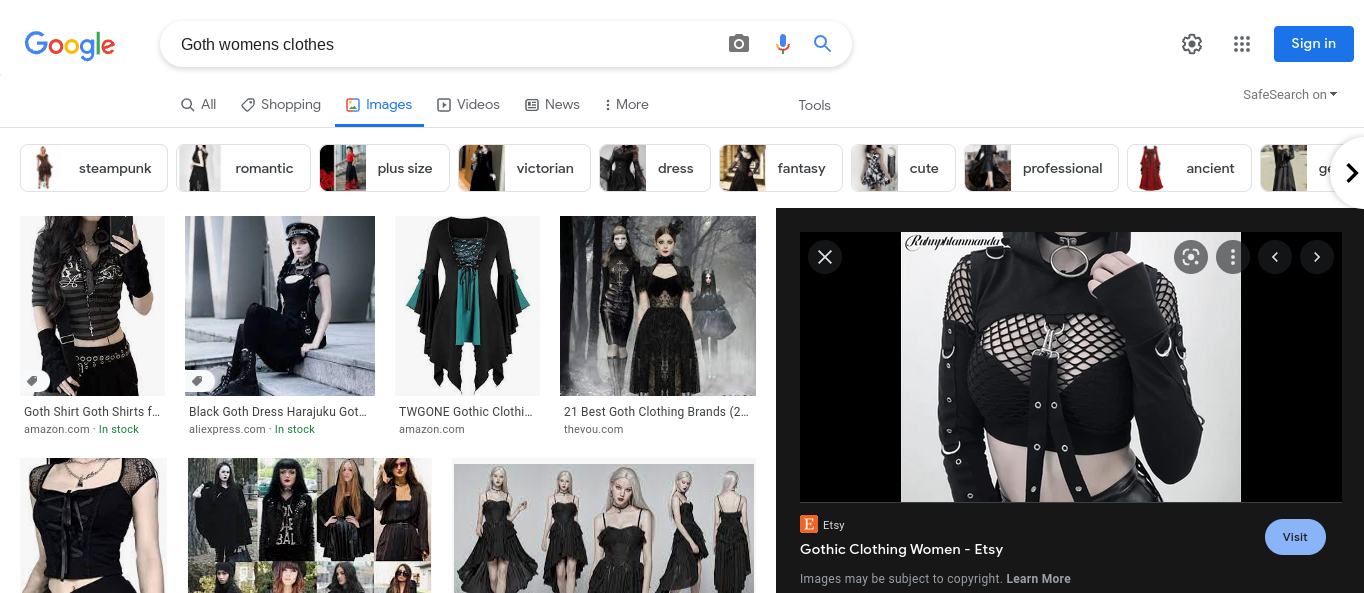 Google
Goth womens clothes
Sign in
All
Shopping
Images
Videos
News
More
Tools
SafeSearch on
steampunk
romantic
plus size
victorian
dress
fantasy
cute
professional
ancient
Goth Shirt Goth Shirts f...
amazon.com · In stock
Black Goth Dress Harajuku Got...
aliexpress.com · In stock
TWGONE Gothic Clothi...
amazon.com
21 Best Goth Clothing Brands (2...
thevou.com
E Etsy
Gothic Clothing Women - Etsy
Visit
Images may be subject to copyright. Learn More